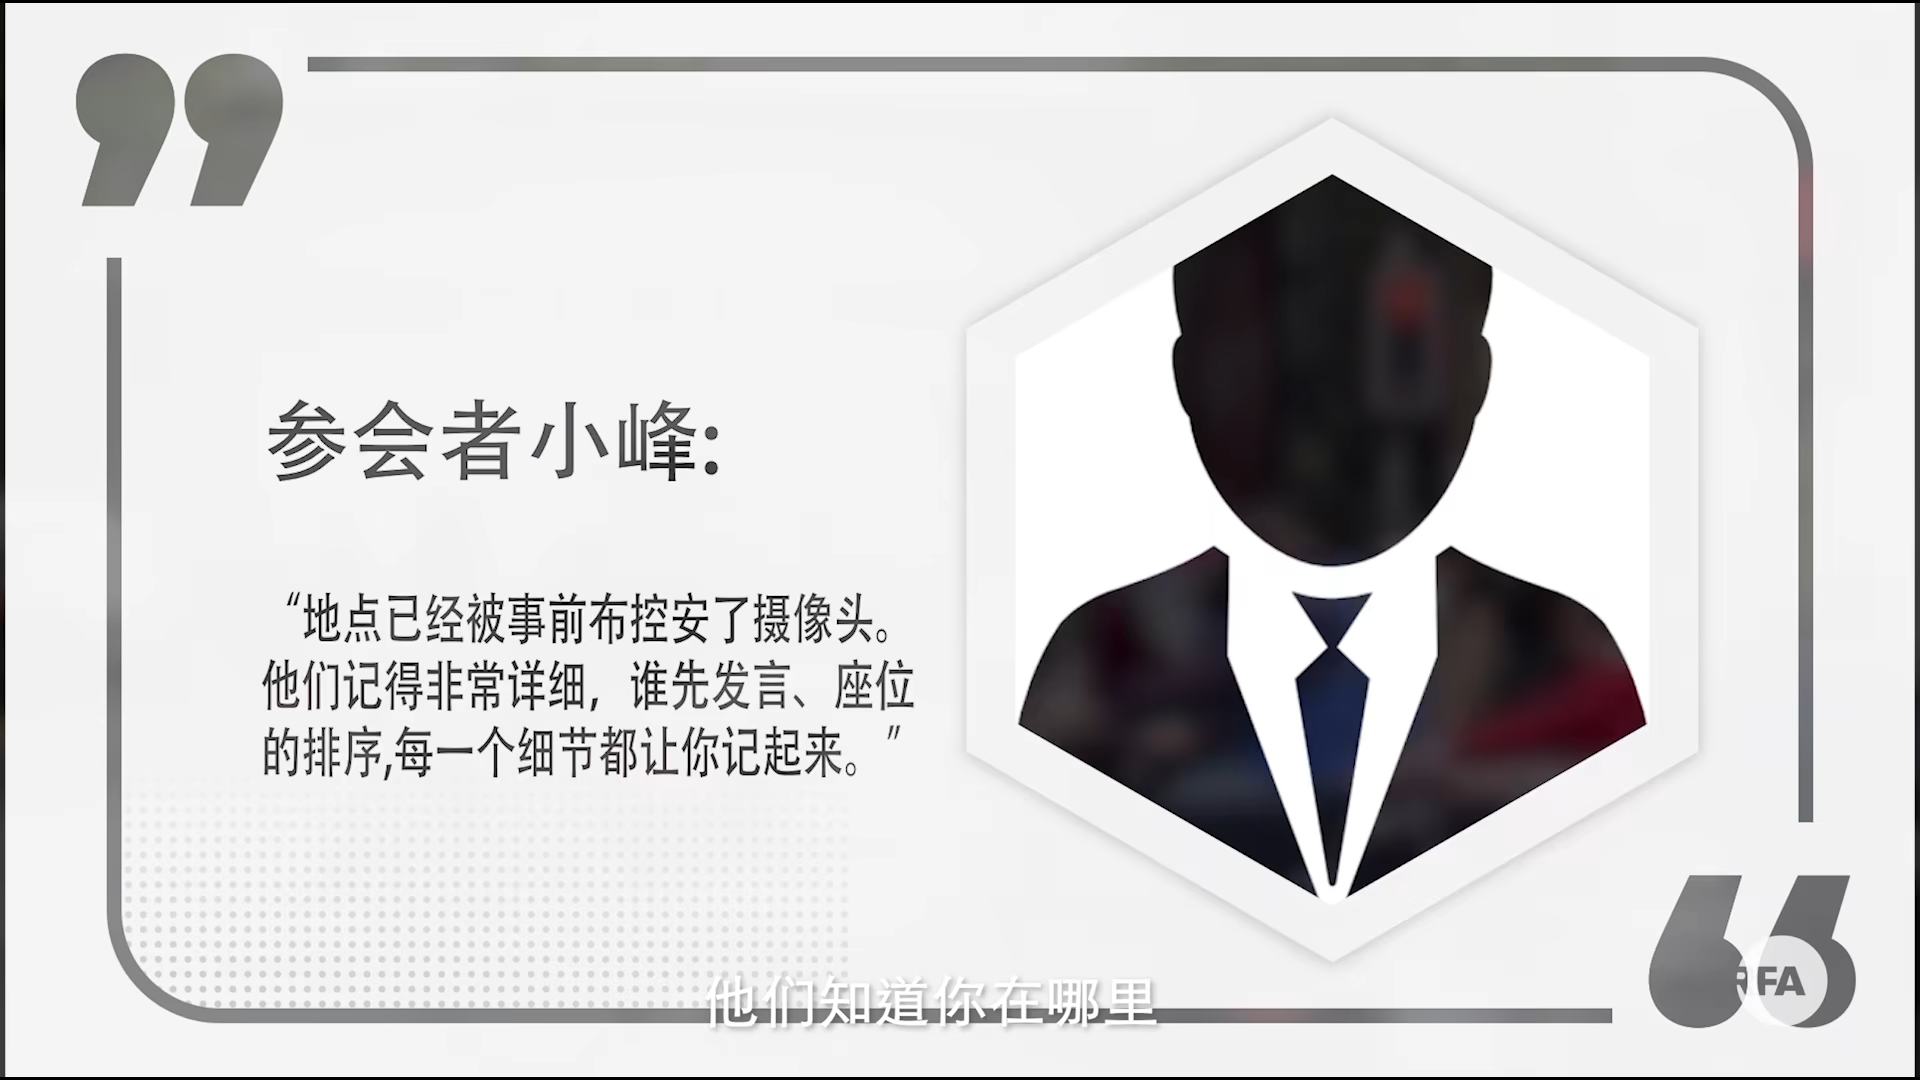 参会者小峰:
“地点已经被事前布控安了摄像头。
他们记得非常详细，谁先发言、座位
的排序,每一个细节都让你记起来。”
他们知道你在哪里
RFA